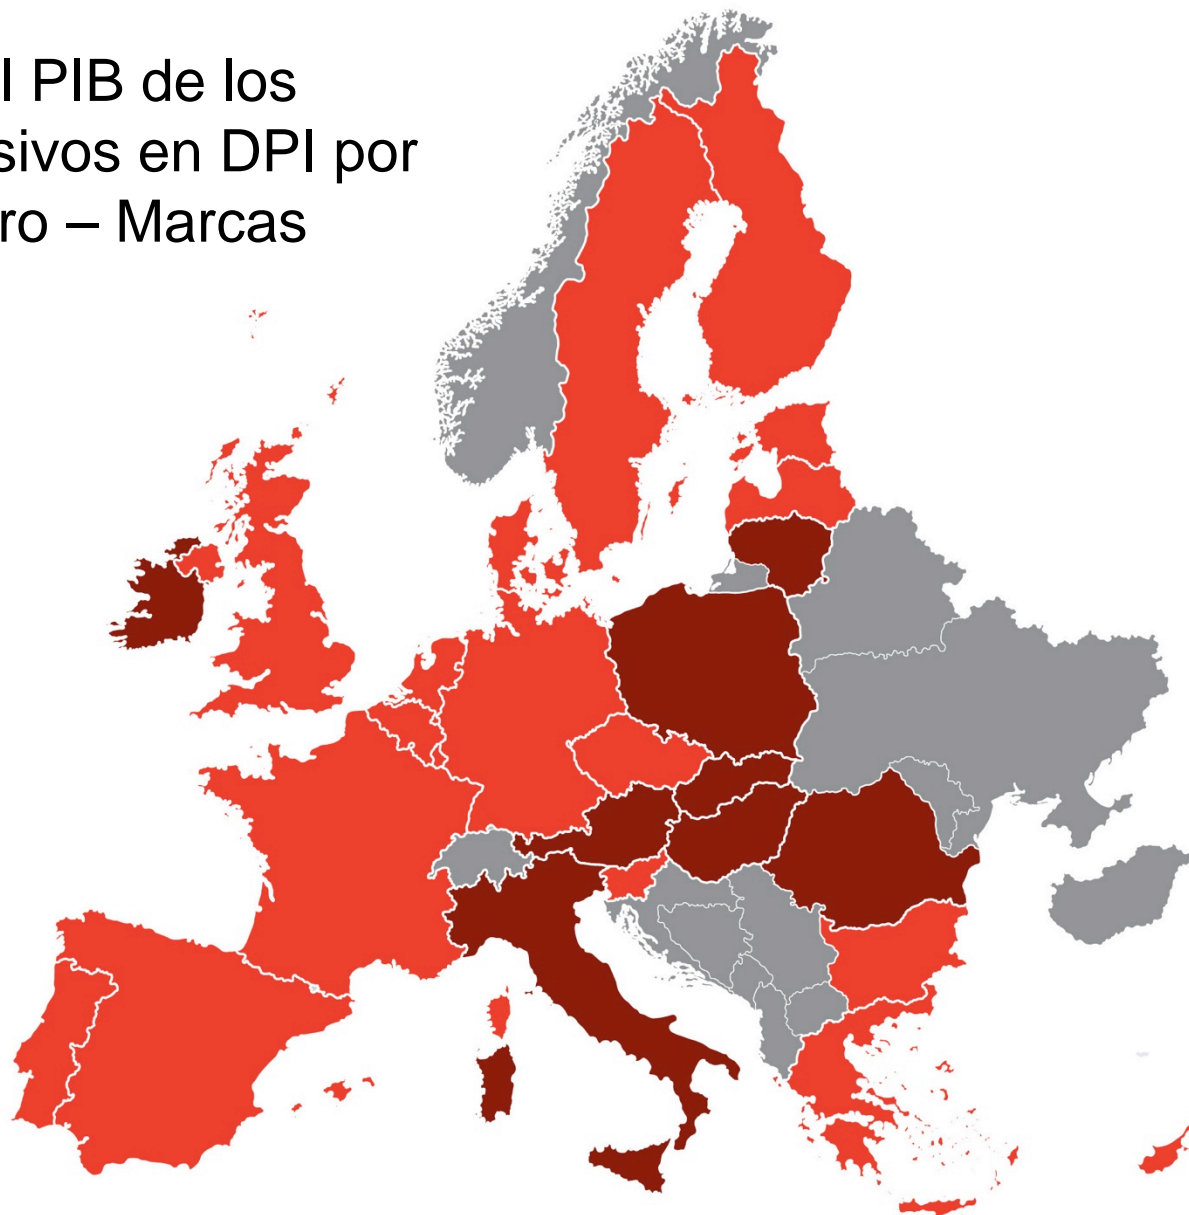 l PIB de los
sivos en DPI por
ro – Marcas